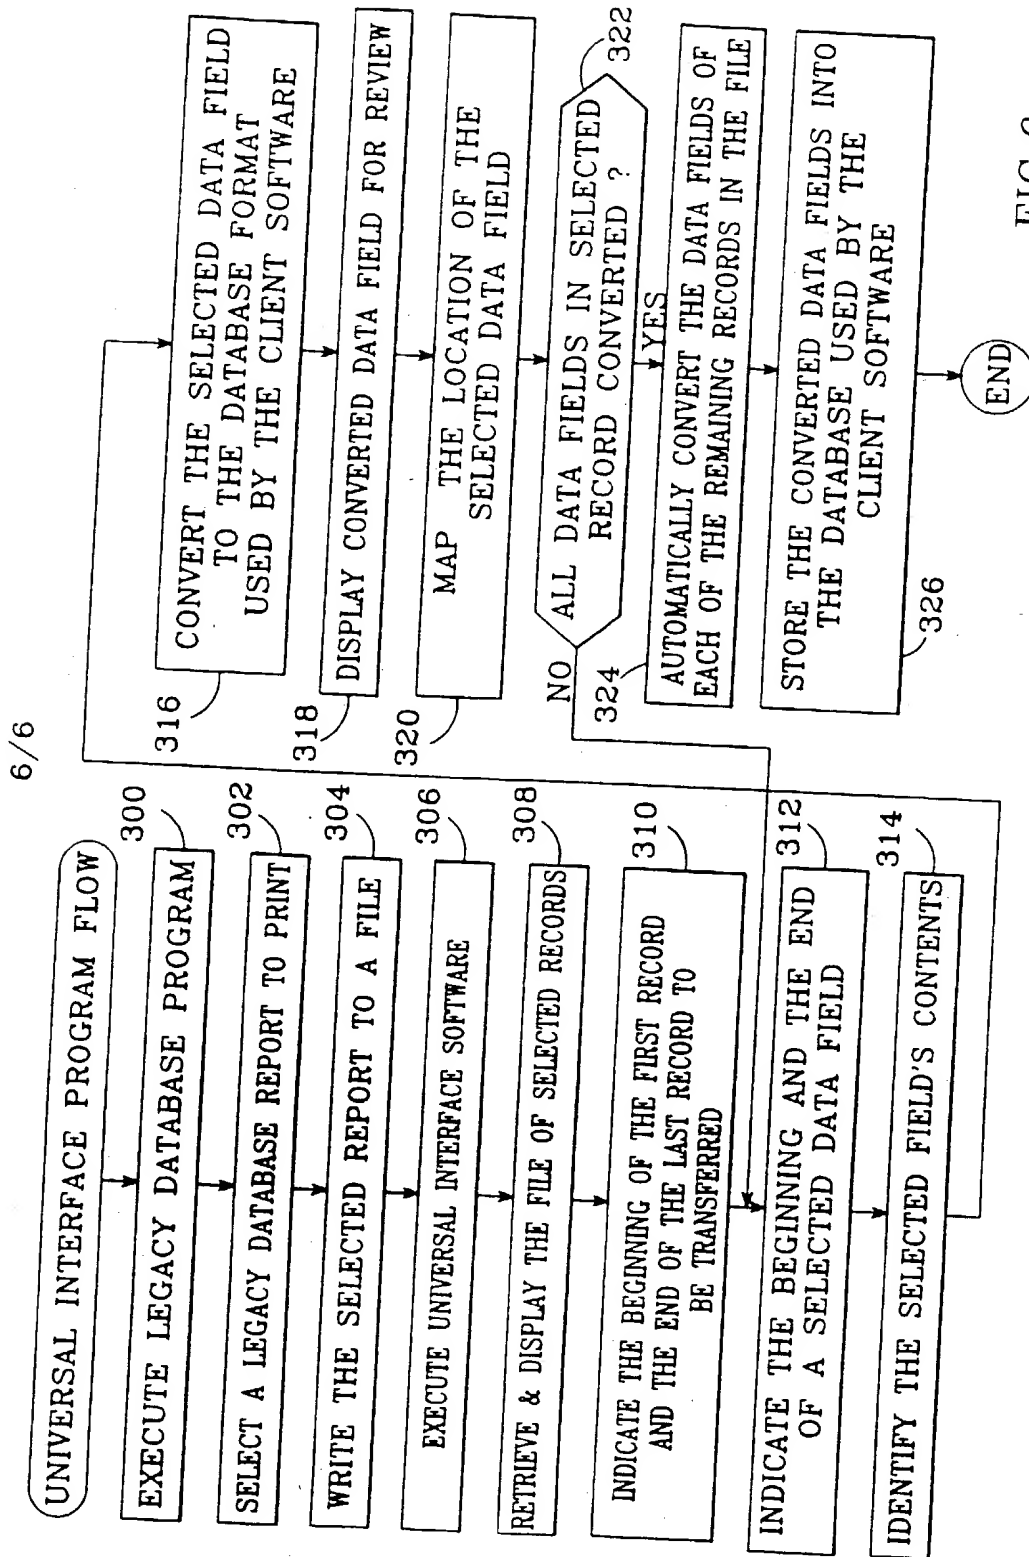 6/6
UNIVERSAL INTERFACE PROGRAM FLOW
300
EXECUTE LEGACY DATABASE PROGRAM
302
SELECT A LEGACY DATABASE REPORT TO PRINT
304
WRITE THE SELECTED REPORT TO A FILE
306
EXECUTE UNIVERSAL INTERFACE SOFTWARE
308
RETRIEVE & DISPLAY THE FILE OF SELECTED RECORDS
310
INDICATE THE BEGINNING OF THE FIRST RECORD
AND THE END OF THE LAST RECORD TO
BE TRANSFERRED
312
INDICATE THE BEGINNING AND THE END
OF A SELECTED DATA FIELD
314
IDENTIFY THE SELECTED FIELD'S CONTENTS
316
CONVERT THE SELECTED DATA FIELD
TO THE DATABASE FORMAT
USED BY THE CLIENT SOFTWARE
318
DISPLAY CONVERTED DATA FIELD FOR REVIEW
320
MAP THE LOCATION OF THE
SELECTED DATA FIELD
322
NO
ALL DATA FIELDS IN SELECTED
RECORD CONVERTED ?
YES
324
AUTOMATICALLY CONVERT THE DATA FIELDS OF
EACH OF THE REMAINING RECORDS IN THE FILE
STORE THE CONVERTED DATA FIELDS INTO
THE DATABASE USED BY THE
CLIENT SOFTWARE
326
END